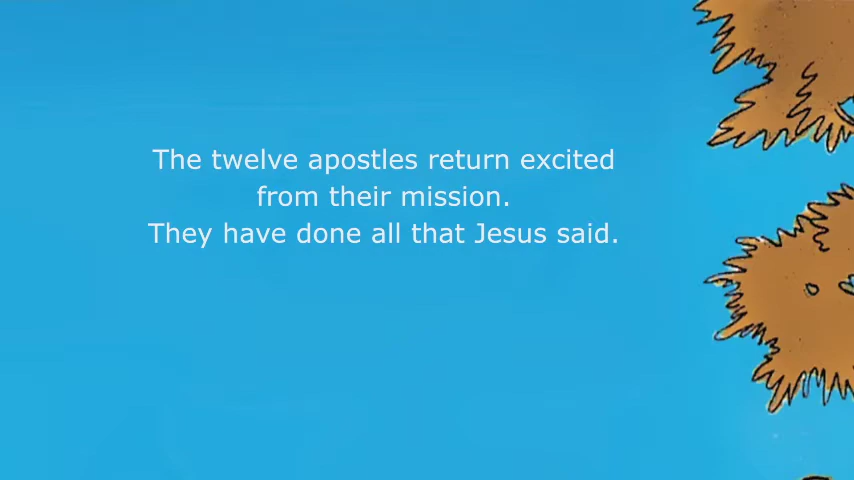 The twelve apostles return excited
from their mission.
They have done all that Jesus said.